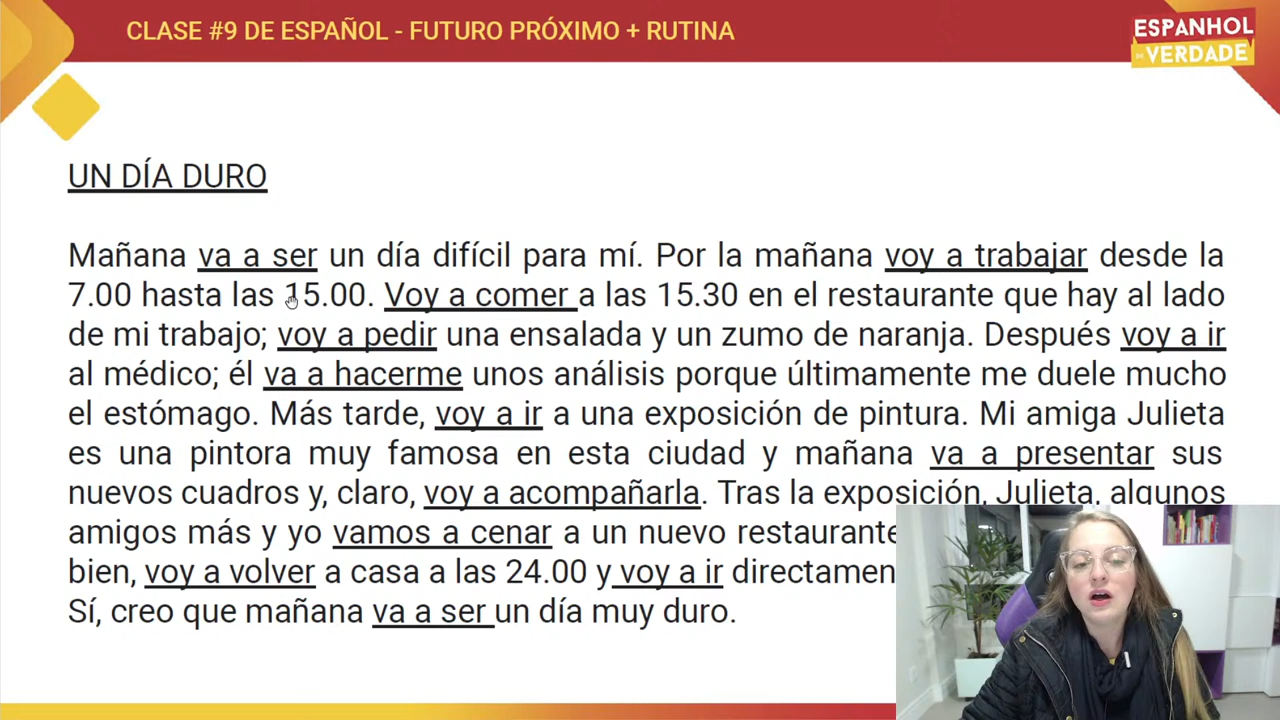 CLASE #9 DE ESPAÑOL - FUTURO PRÓXIMO + RUTINA
ESPANHOL
DE VERDADE
UN DÍA DURO
Mañana va a ser un día difícil para mí. Por la mañana voy a trabajar desde la
7.00 hasta las 15.00. Voy a comer a las 15.30 en el restaurante que hay al lado
de mi trabajo; voy a pedir una ensalada y un zumo de naranja. Después voy a ir
al médico; él va a hacerme unos análisis porque últimamente me duele mucho
el estómago. Más tarde, voy a ir a una exposición de pintura. Mi amiga Julieta
es una pintora muy famosa en esta ciudad y mañana va a presentar sus
nuevos cuadros y, claro, voy a acompañarla. Tras la exposición, Julieta, algunos
amigos más y yo vamos a cenar a un nuevo restaurante
bien, voy a volver a casa a las 24.00 y voy a ir directamen
Sí, creo que mañana va a ser un día muy duro.